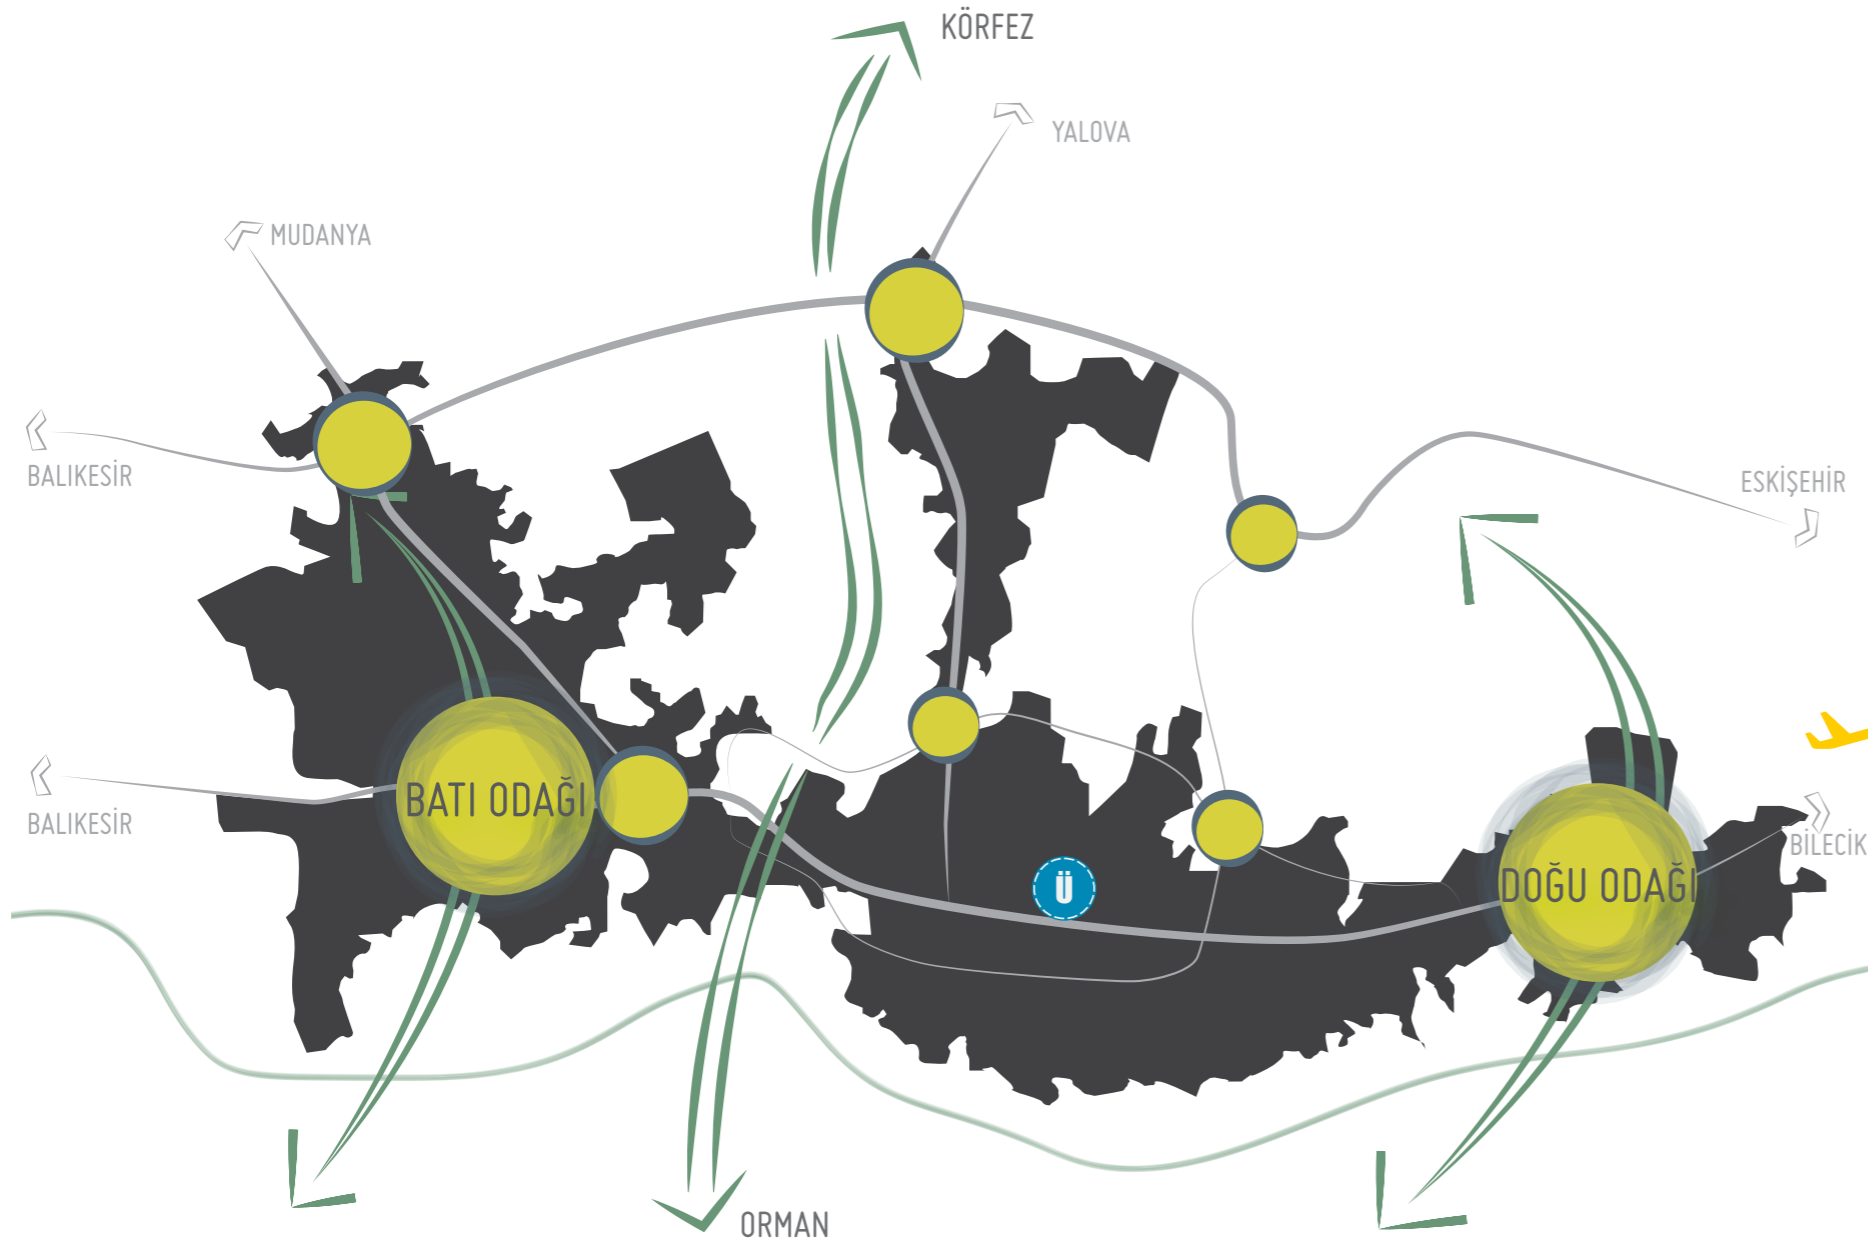 KÖRFEZ
YALOVA
MUDANYA
BALIKESİR
ESKİŞEHİR
BATI ODAĞI
BALIKESİR
BİLECİK
DOĞU ODAĞI
Ü
ORMAN